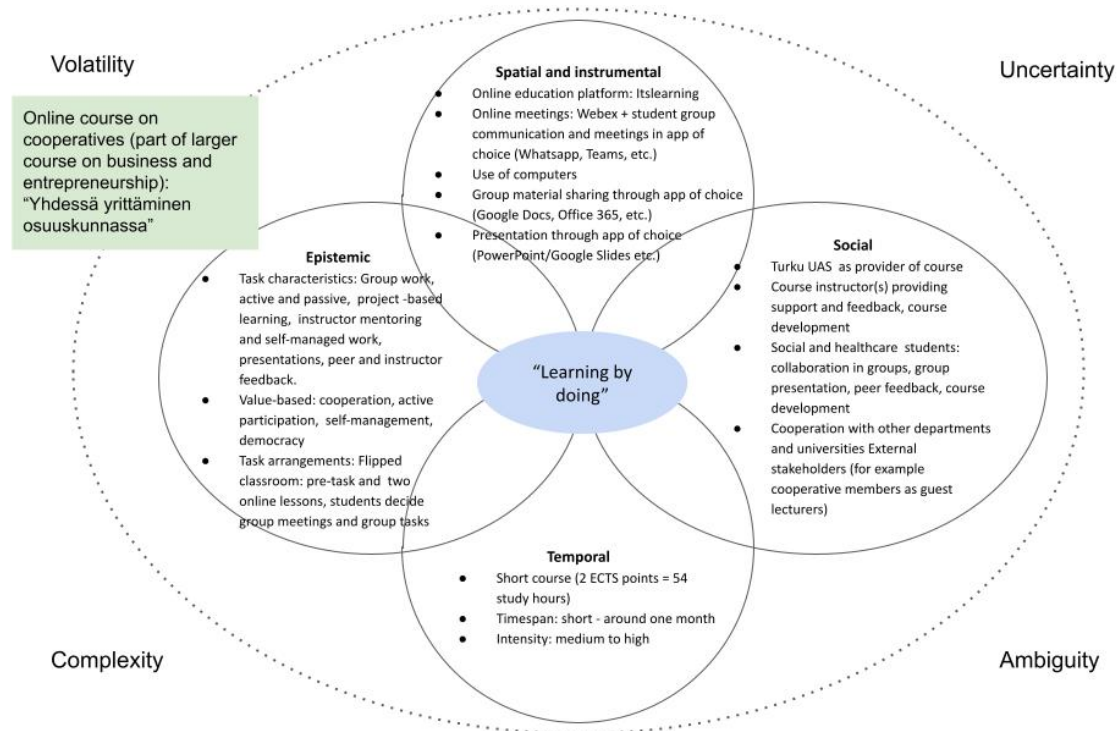 Volatility
Uncertainty
Online course on
cooperatives (part of larger
course on business and
entrepreneurship):
“Yhdessä yrittäminen
osuuskunnassa”
Spatial and instrumental
● Online education platform: Itslearning
● Online meetings: Webex + student group
communication and meetings in app of
choice (Whatsapp, Teams, etc.)
● Use of computers
● Group material sharing through app of choice
(Google Docs, Office 365, etc.)
● Presentation through app of choice
(PowerPoint/Google Slides etc.)
Epistemic
● Task characteristics: Group work,
active and passive, project -based
learning, instructor mentoring
and self-managed work,
presentations, peer and instructor
feedback.
● Value-based: cooperation, active
participation, self-management,
democracy
● Task arrangements: Flipped
classroom: pre-task and two
online lessons, students decide
group meetings and group tasks
“Learning by
doing”
Social
● Turku UAS as provider of course
● Course instructor(s) providing
support and feedback, course
development
● Social and healthcare students:
collaboration in groups, group
presentation, peer feedback, course
development
● Cooperation with other departments
and universities External
stakeholders (for example
cooperative members as guest
lecturers)
Temporal
● Short course (2 ECTS points = 54
study hours)
● Timespan: short - around one month
● Intensity: medium to high
Complexity
Ambiguity